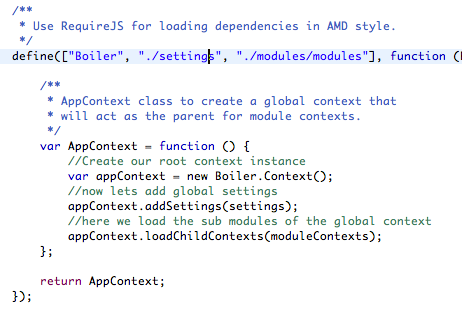 /**
 * Use RequireJS for loading dependencies in AMD style.
 */
define(["Boiler", "./settings", "./modules/modules"], function (
    /**
     * AppContext class to create a global context that
     * will act as the parent for module contexts.
     */
    var AppContext = function () {
        //Create our root context instance
        var appContext = new Boiler.Context();
        //now lets add global settings
        appContext.addSettings(settings);
        //here we load the sub modules of the global context
        appContext.loadChildContexts(moduleContexts);
    };
    return AppContext;
});